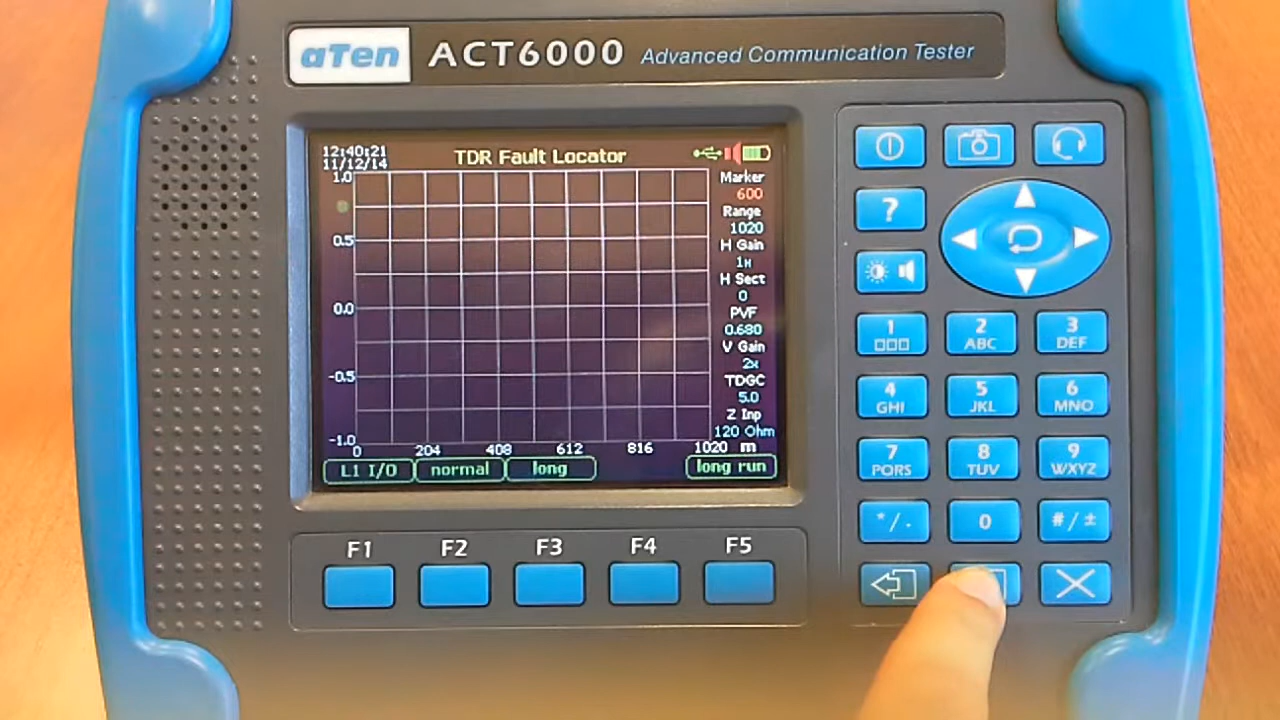 aTen ACT6000 Advanced Communication Tester
12:40:21
11/12/14
TDR Fault Locator
1.0
0.5
0.0
-0.5
-1.0
0 204 408 612 816 1020 m
Marker
600
Range
1020
H Gain
1x
H Sect
0
PVF
0.680
V Gain
2x
TDGC
5.0
Z Inp
120 Ohm
L1 I/O normal long long run
F1 F2 F3 F4 F5
?
1
2 ABC
3 DEF
4 GHI
5 JKL
6 MNO
7 PQRS
8 TUV
9 WXYZ
*/.
0
#/±